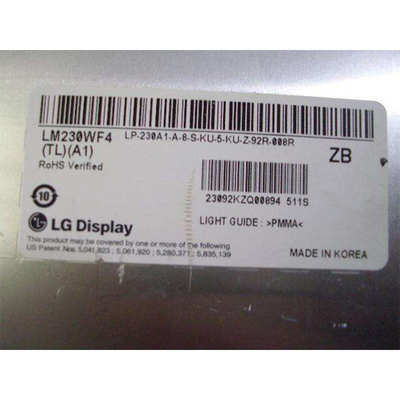 LM230WF4 LP-230A1-A-8-S-KU-5-KU-Z-92R-008R
(TL)(A1) ZB
RoHS Verified
10
23092KZQ00894 511S
LG Display LIGHT GUIDE : >PMMA<
This product may be covered by one or more of the following
US Patent Nos. 5,041,823 ; 5,061,920 ; 5,280,371 ; 5,835,139
MADE IN KOREA